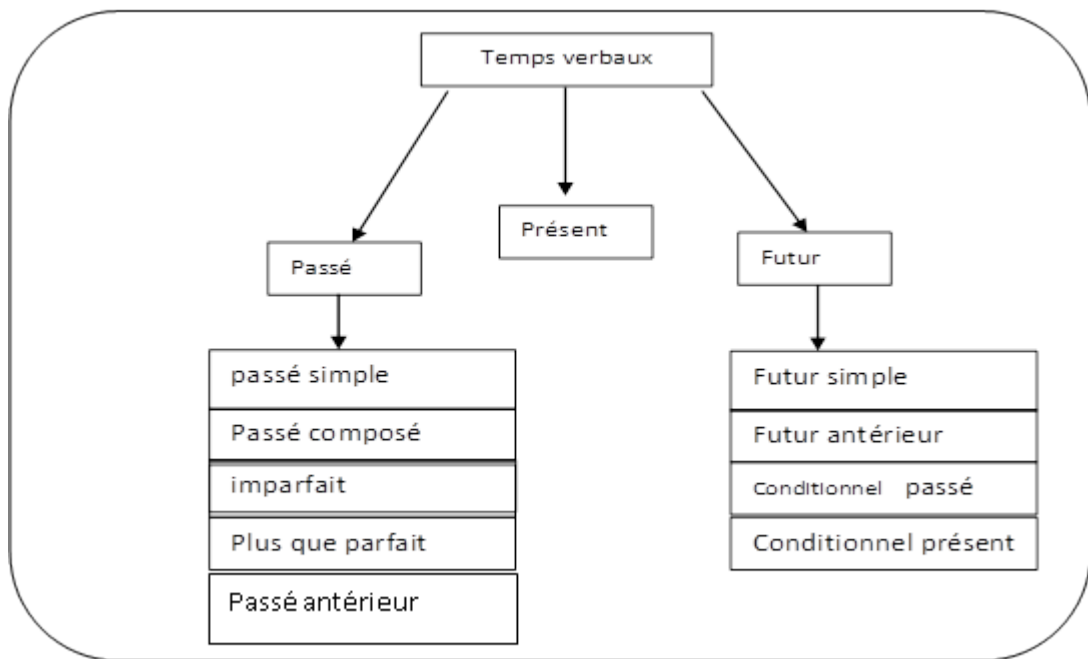 Temps verbaux
Présent
Passé
Futur
passé simple
Passé composé
imparfait
Plus que parfait
Passé antérieur
Futur simple
Futur antérieur
Conditionnel passé
Conditionnel présent